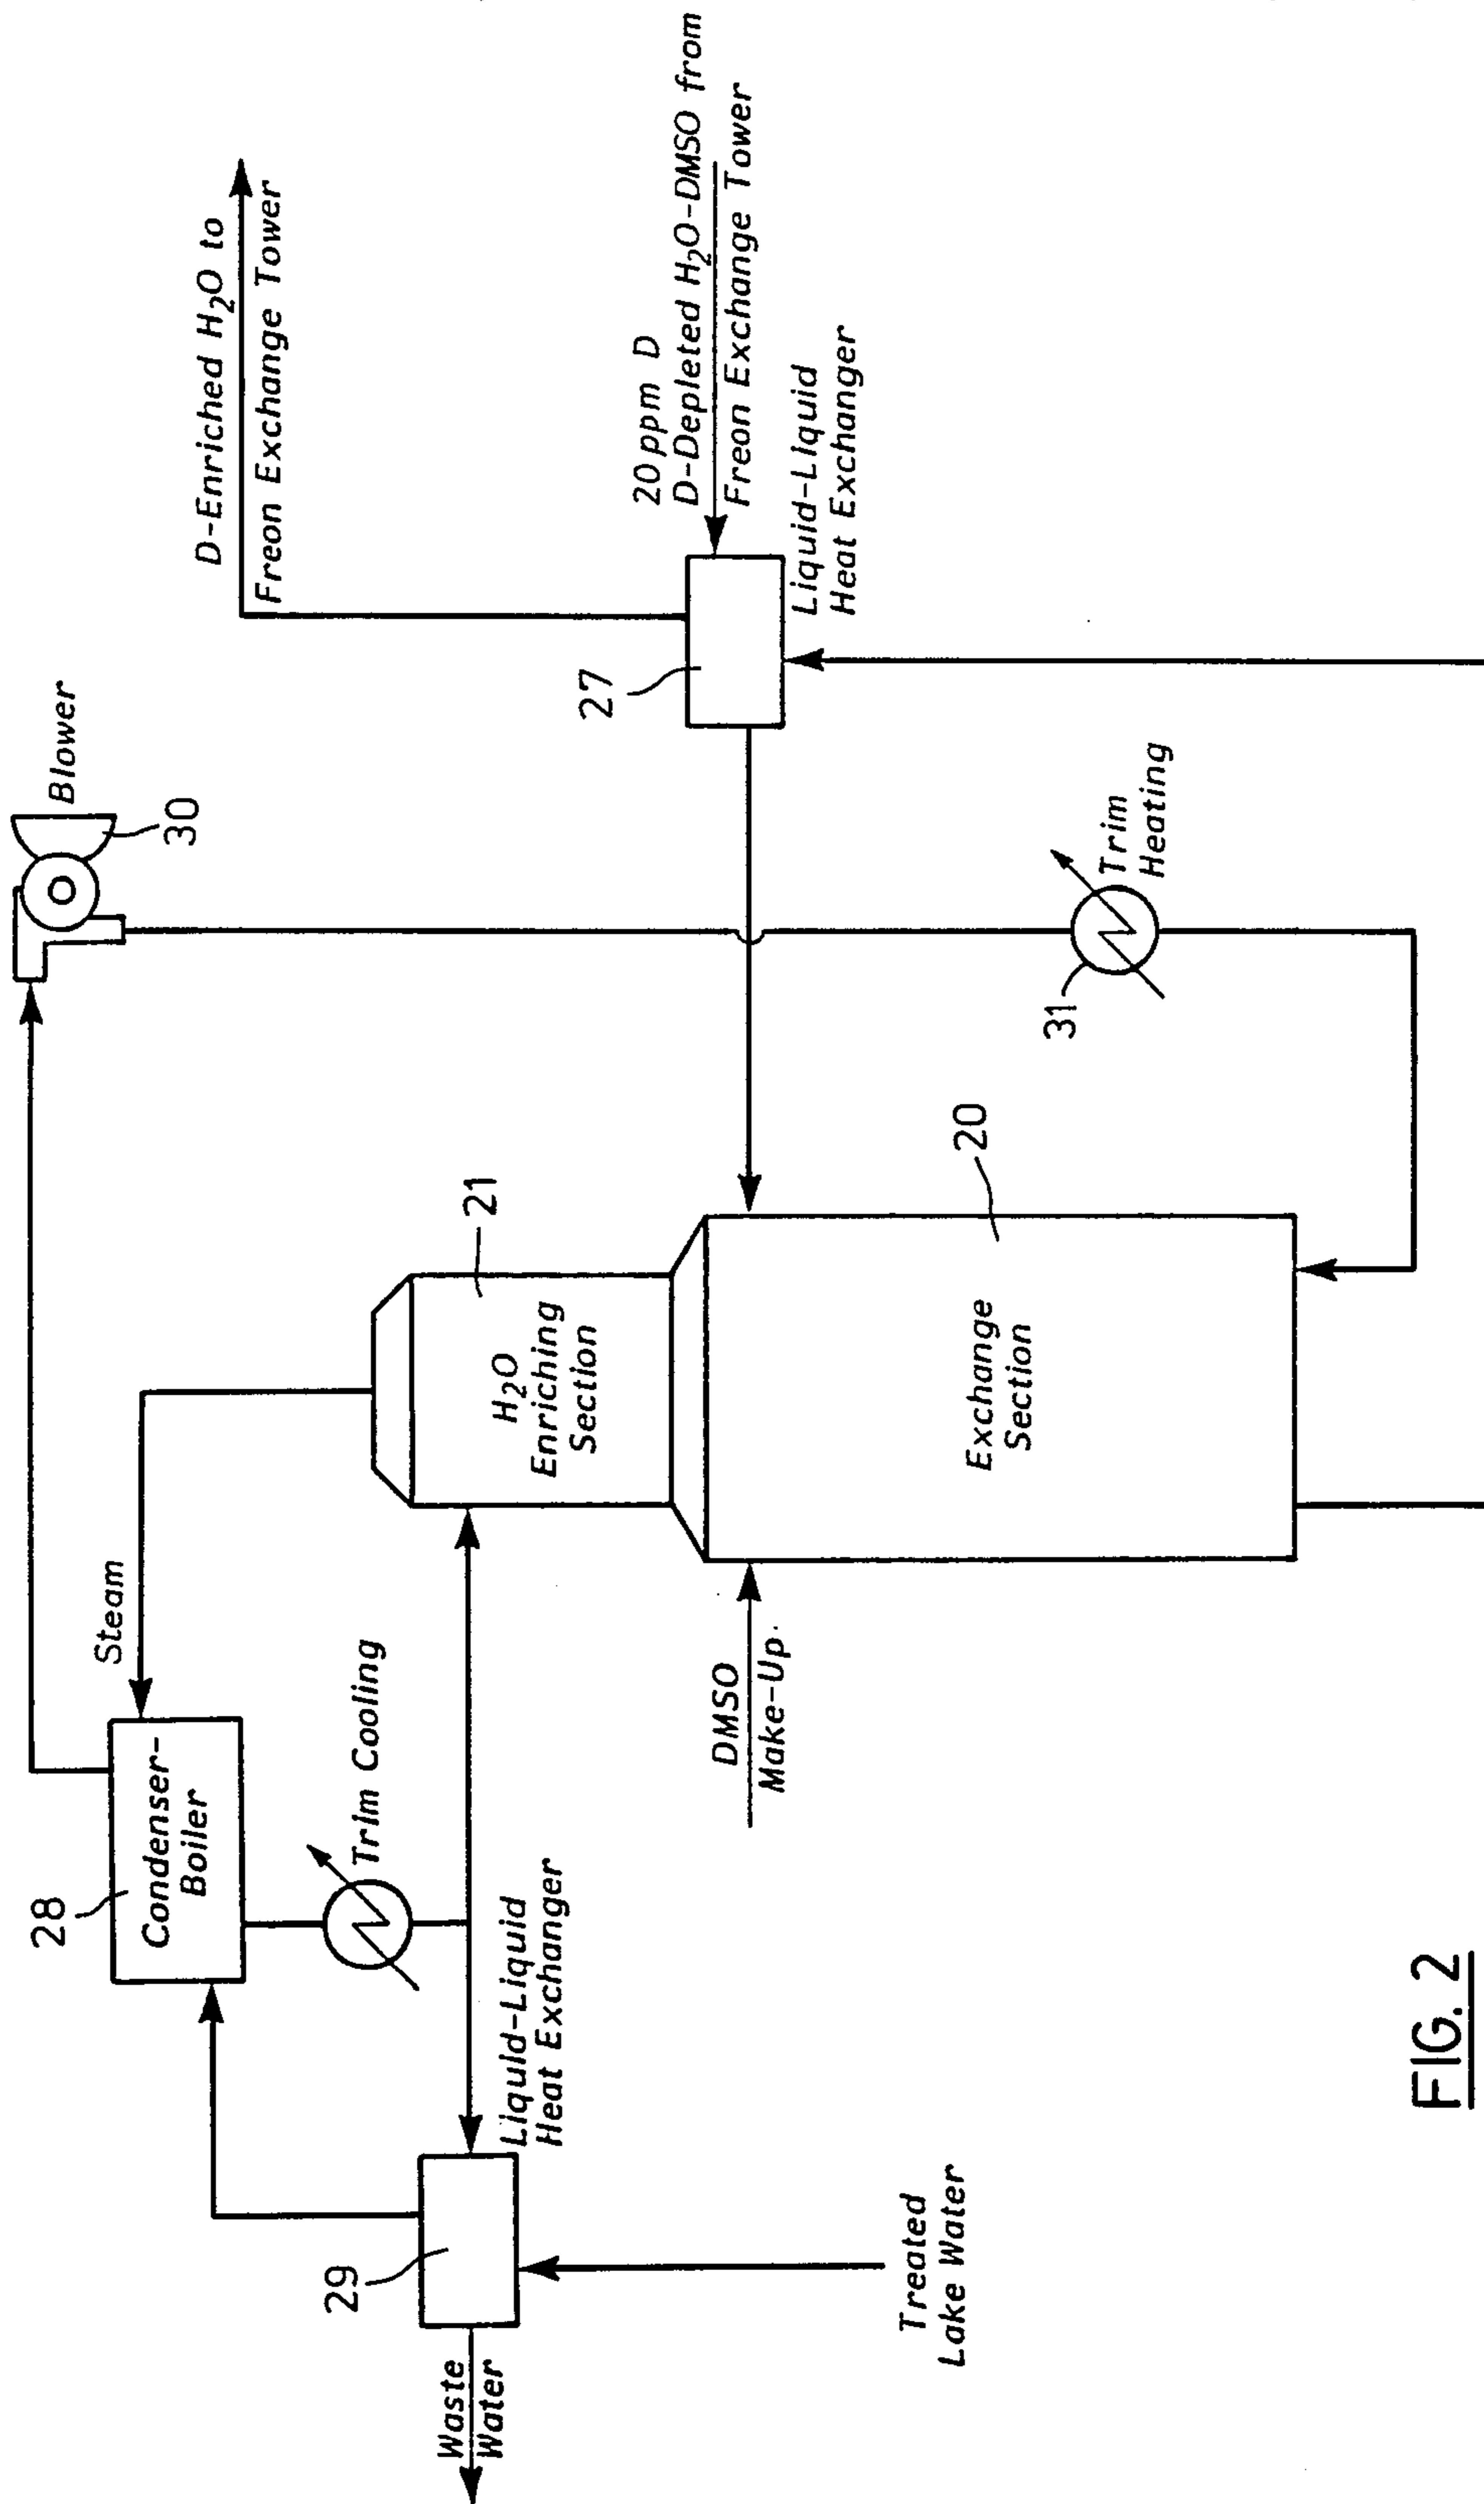 D-Enriched H₂O to
Freon Exchange Tower
Blower
30
20 ppm D
D-Depleted H₂O-DMSO from
Freon Exchange Tower
27
Liquid-Liquid
Heat Exchanger
Steam
28
Condenser-
Boiler
Trim Cooling
21
H₂O
Enriching
Section
20
Exchange
Section
31
Trim
Heating
29
Liquid-Liquid
Heat Exchanger
DMSO
Make-Up
Waste
Water
Treated
Lake Water
FIG. 2